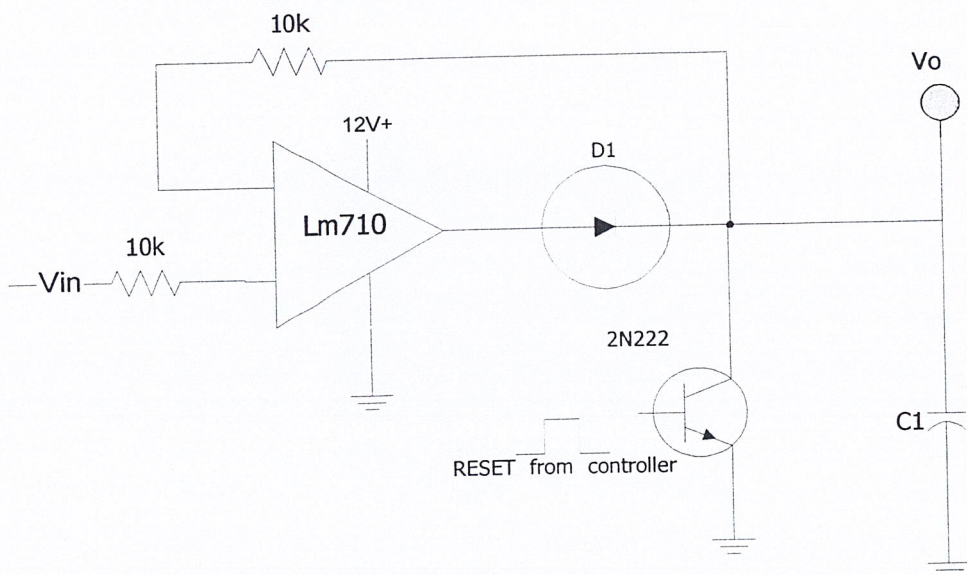 10k
Vo
12V+
D1
Lm710
10k
Vin
2N222
C1
RESET from controller